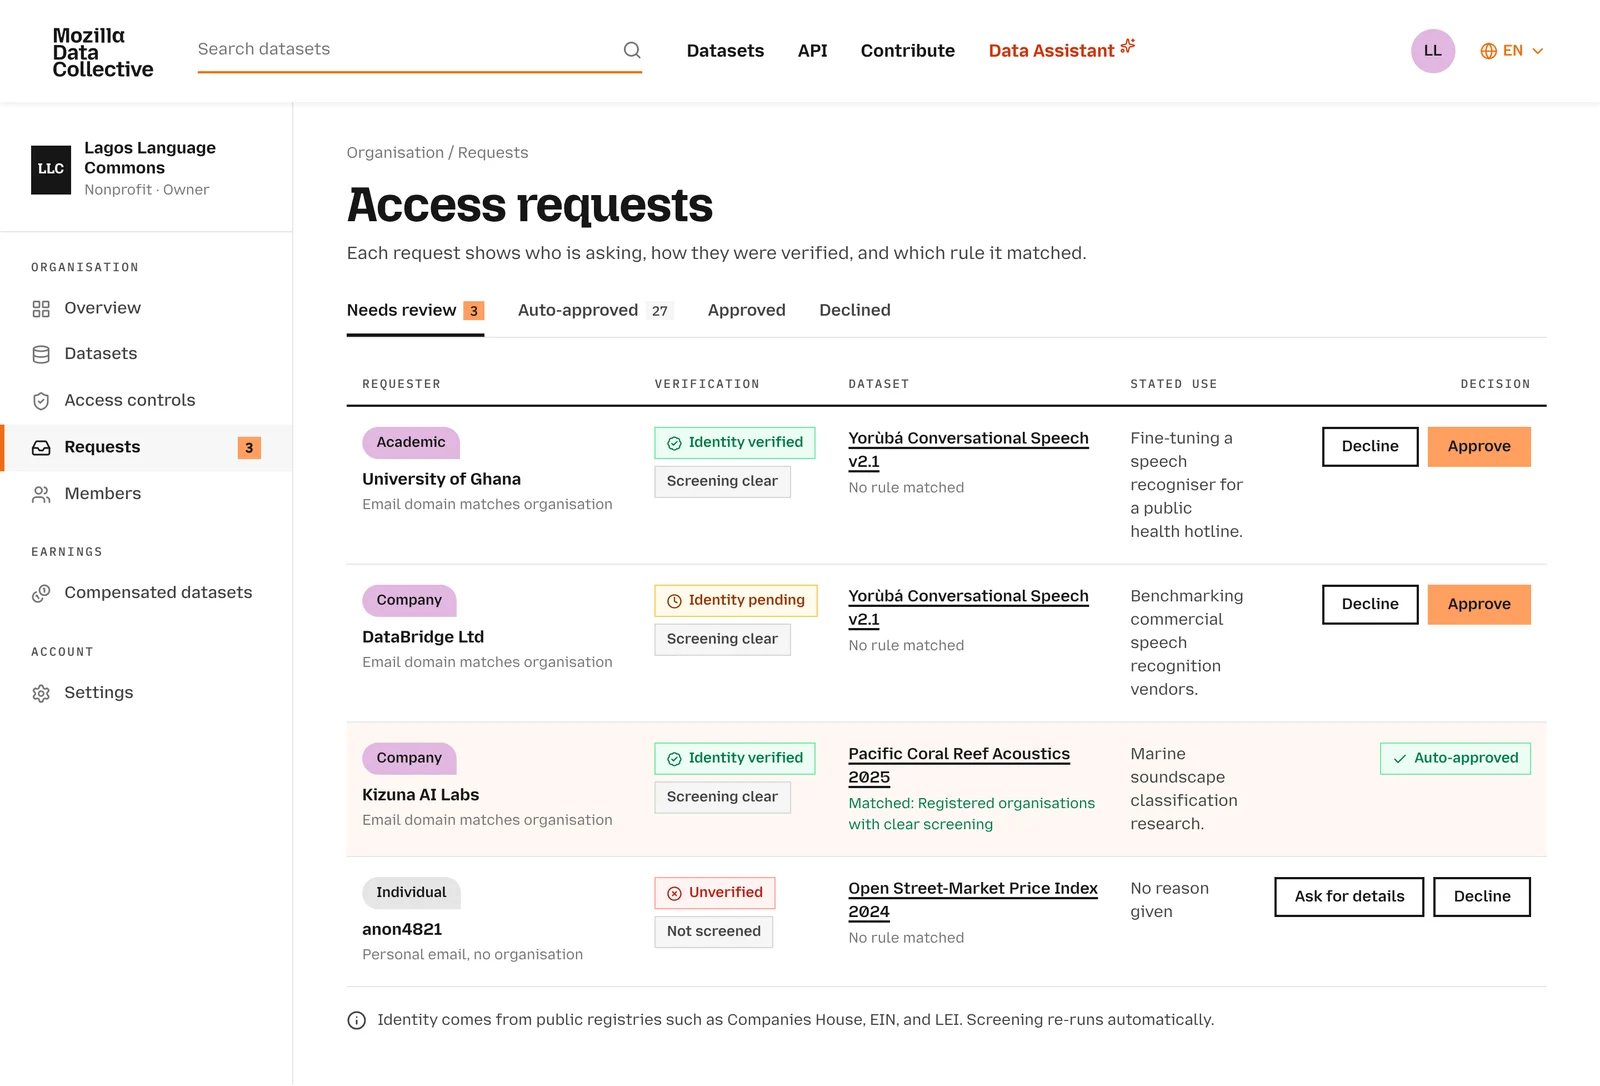 Mozilla
Data
Collective
Search datasets
Datasets
API
Contribute
Data Assistant
LL
EN
LLC
Lagos Language
Commons
Nonprofit · Owner
ORGANISATION
Overview
Datasets
Access controls
Requests 3
Members
EARNINGS
Compensated datasets
ACCOUNT
Settings
Organisation / Requests
Access requests
Each request shows who is asking, how they were verified, and which rule it matched.
Needs review 3
Auto-approved 27
Approved
Declined
REQUESTER
VERIFICATION
DATASET
STATED USE
DECISION
Academic
University of Ghana
Email domain matches organisation
Identity verified
Screening clear
Yorùbá Conversational Speech
v2.1
No rule matched
Fine-tuning a
speech
recogniser for
a public
health hotline.
Decline
Approve
Company
DataBridge Ltd
Email domain matches organisation
Identity pending
Screening clear
Yorùbá Conversational Speech
v2.1
No rule matched
Benchmarking
commercial
speech
recognition
vendors.
Decline
Approve
Company
Kizuna AI Labs
Email domain matches organisation
Identity verified
Screening clear
Pacific Coral Reef Acoustics
2025
Matched: Registered organisations
with clear screening
Marine
soundscape
classification
research.
Auto-approved
Individual
anon4821
Personal email, no organisation
Unverified
Not screened
Open Street-Market Price Index
2024
No rule matched
No reason
given
Ask for details
Decline
Identity comes from public registries such as Companies House, EIN, and LEI. Screening re-runs automatically.